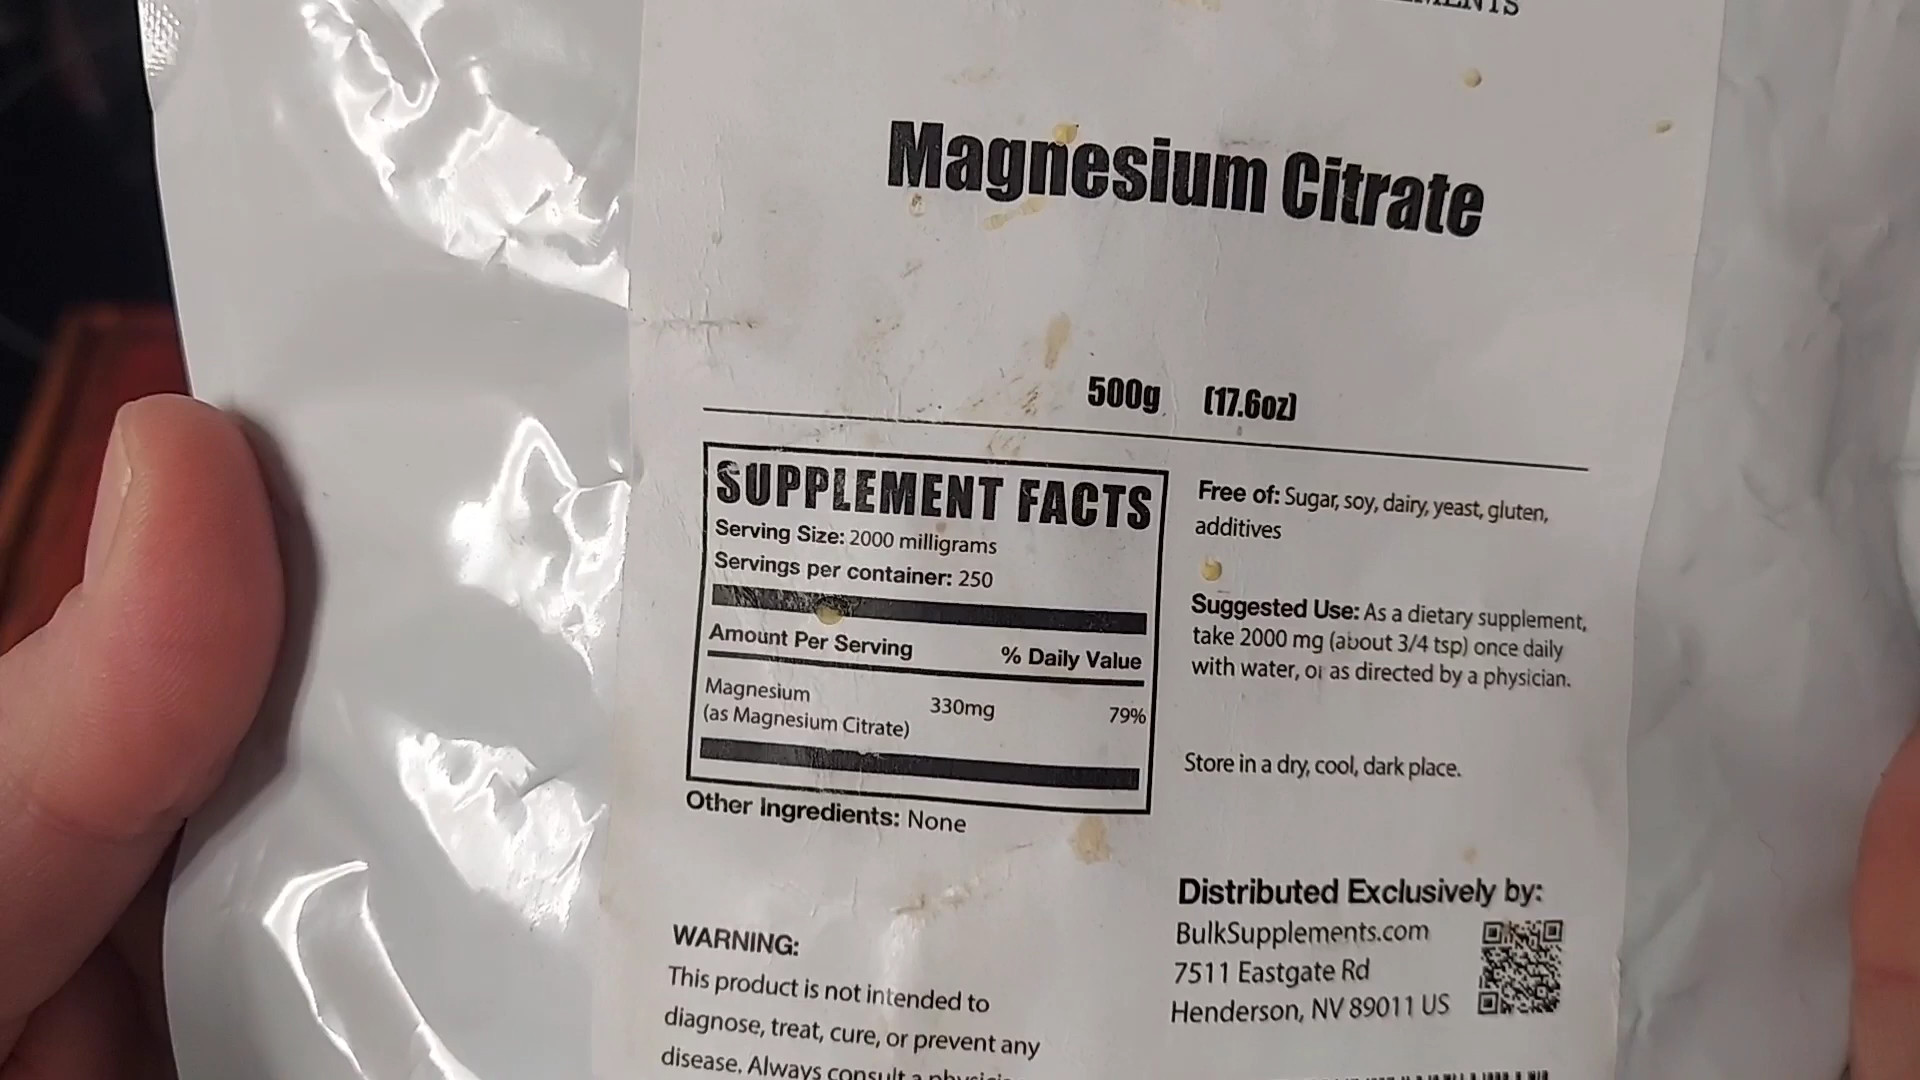 Magnesium Citrate
500g (17.6oz)
SUPPLEMENT FACTS
Serving Size: 2000 milligrams
Servings per container: 250
Amount Per Serving % Daily Value
Magnesium 330mg 79%
(as Magnesium Citrate)
Other Ingredients: None
Free of: Sugar, soy, dairy, yeast, gluten,
additives
Suggested Use: As a dietary supplement,
take 2000 mg (about 3/4 tsp) once daily
with water, or as directed by a physician.
Store in a dry, cool, dark place.
WARNING:
This product is not intended to
diagnose, treat, cure, or prevent any
disease. Always consult a
Distributed Exclusively by:
BulkSupplements.com
7511 Eastgate Rd
Henderson, NV 89011 US